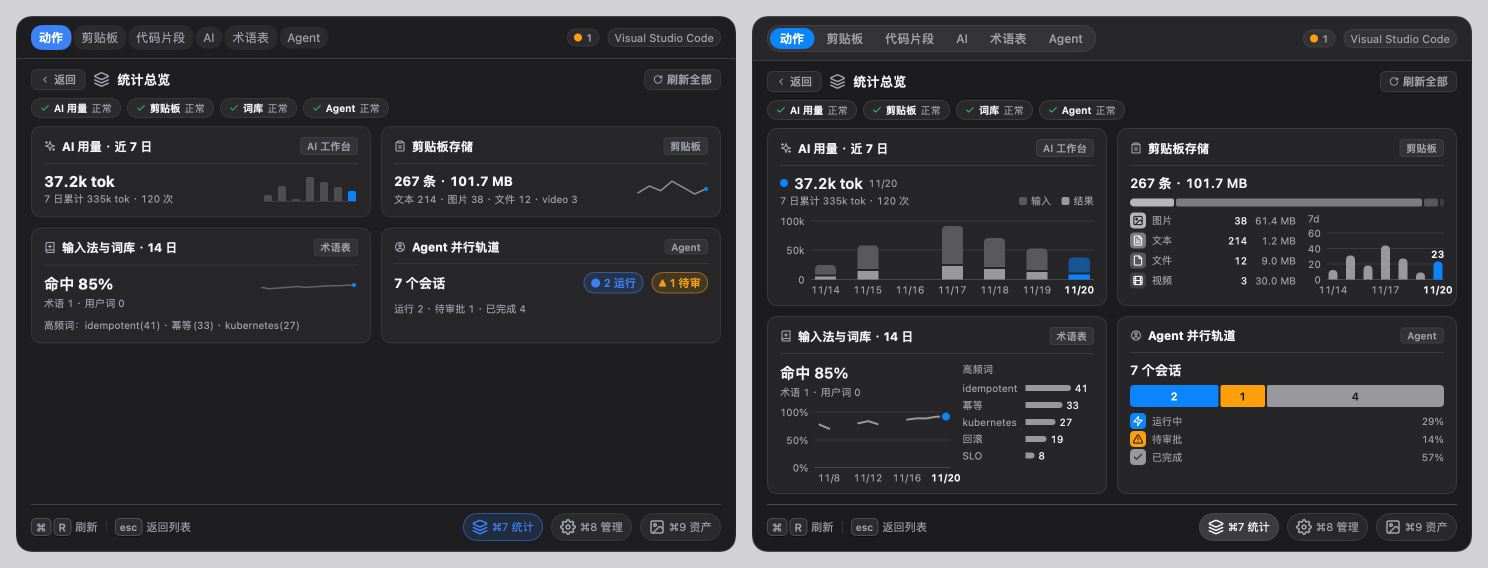 动作 剪贴板 代码片段 AI 术语表 Agent 1 Visual Studio Code
返回 统计总览 刷新全部
AI 用量 正常 剪贴板 正常 词库 正常 Agent 正常
AI 用量 · 近 7 日 AI 工作台
37.2k tok
7 日累计 335k tok · 120 次
剪贴板存储 剪贴板
267 条 · 101.7 MB
文本 214 · 图片 38 · 文件 12 · video 3
输入法与词库 · 14 日 术语表
命中 85%
术语 1 · 用户词 0
高频词：idempotent(41) · 幂等(33) · kubernetes(27)
Agent 并行轨道 Agent
7 个会话 2 运行 1 待审
运行 2 · 待审批 1 · 已完成 4
⌘ R 刷新 esc 返回列表 ⌘7 统计 ⌘8 管理 ⌘9 资产
动作 剪贴板 代码片段 AI 术语表 Agent 1 Visual Studio Code
返回 统计总览 刷新全部
AI 用量 正常 剪贴板 正常 词库 正常 Agent 正常
AI 用量 · 近 7 日 AI 工作台
37.2k tok 11/20
7 日累计 335k tok · 120 次 输入 结果
100k
50k
0
11/14 11/15 11/16 11/17 11/18 11/19 11/20
剪贴板存储 剪贴板
267 条 · 101.7 MB
图片 38 61.4 MB
文本 214 1.2 MB
文件 12 9.0 MB
视频 3 30.0 MB
7d
60
40
20
0
23
11/14 11/17 11/20
输入法与词库 · 14 日 术语表
命中 85%
术语 1 · 用户词 0
100%
50%
0%
11/8 11/12 11/16 11/20
高频词
idempotent 41
幂等 33
kubernetes 27
回滚 19
SLO 8
Agent 并行轨道 Agent
7 个会话
2 1 4
运行中 29%
待审批 14%
已完成 57%
⌘ R 刷新 esc 返回列表 ⌘7 统计 ⌘8 管理 ⌘9 资产